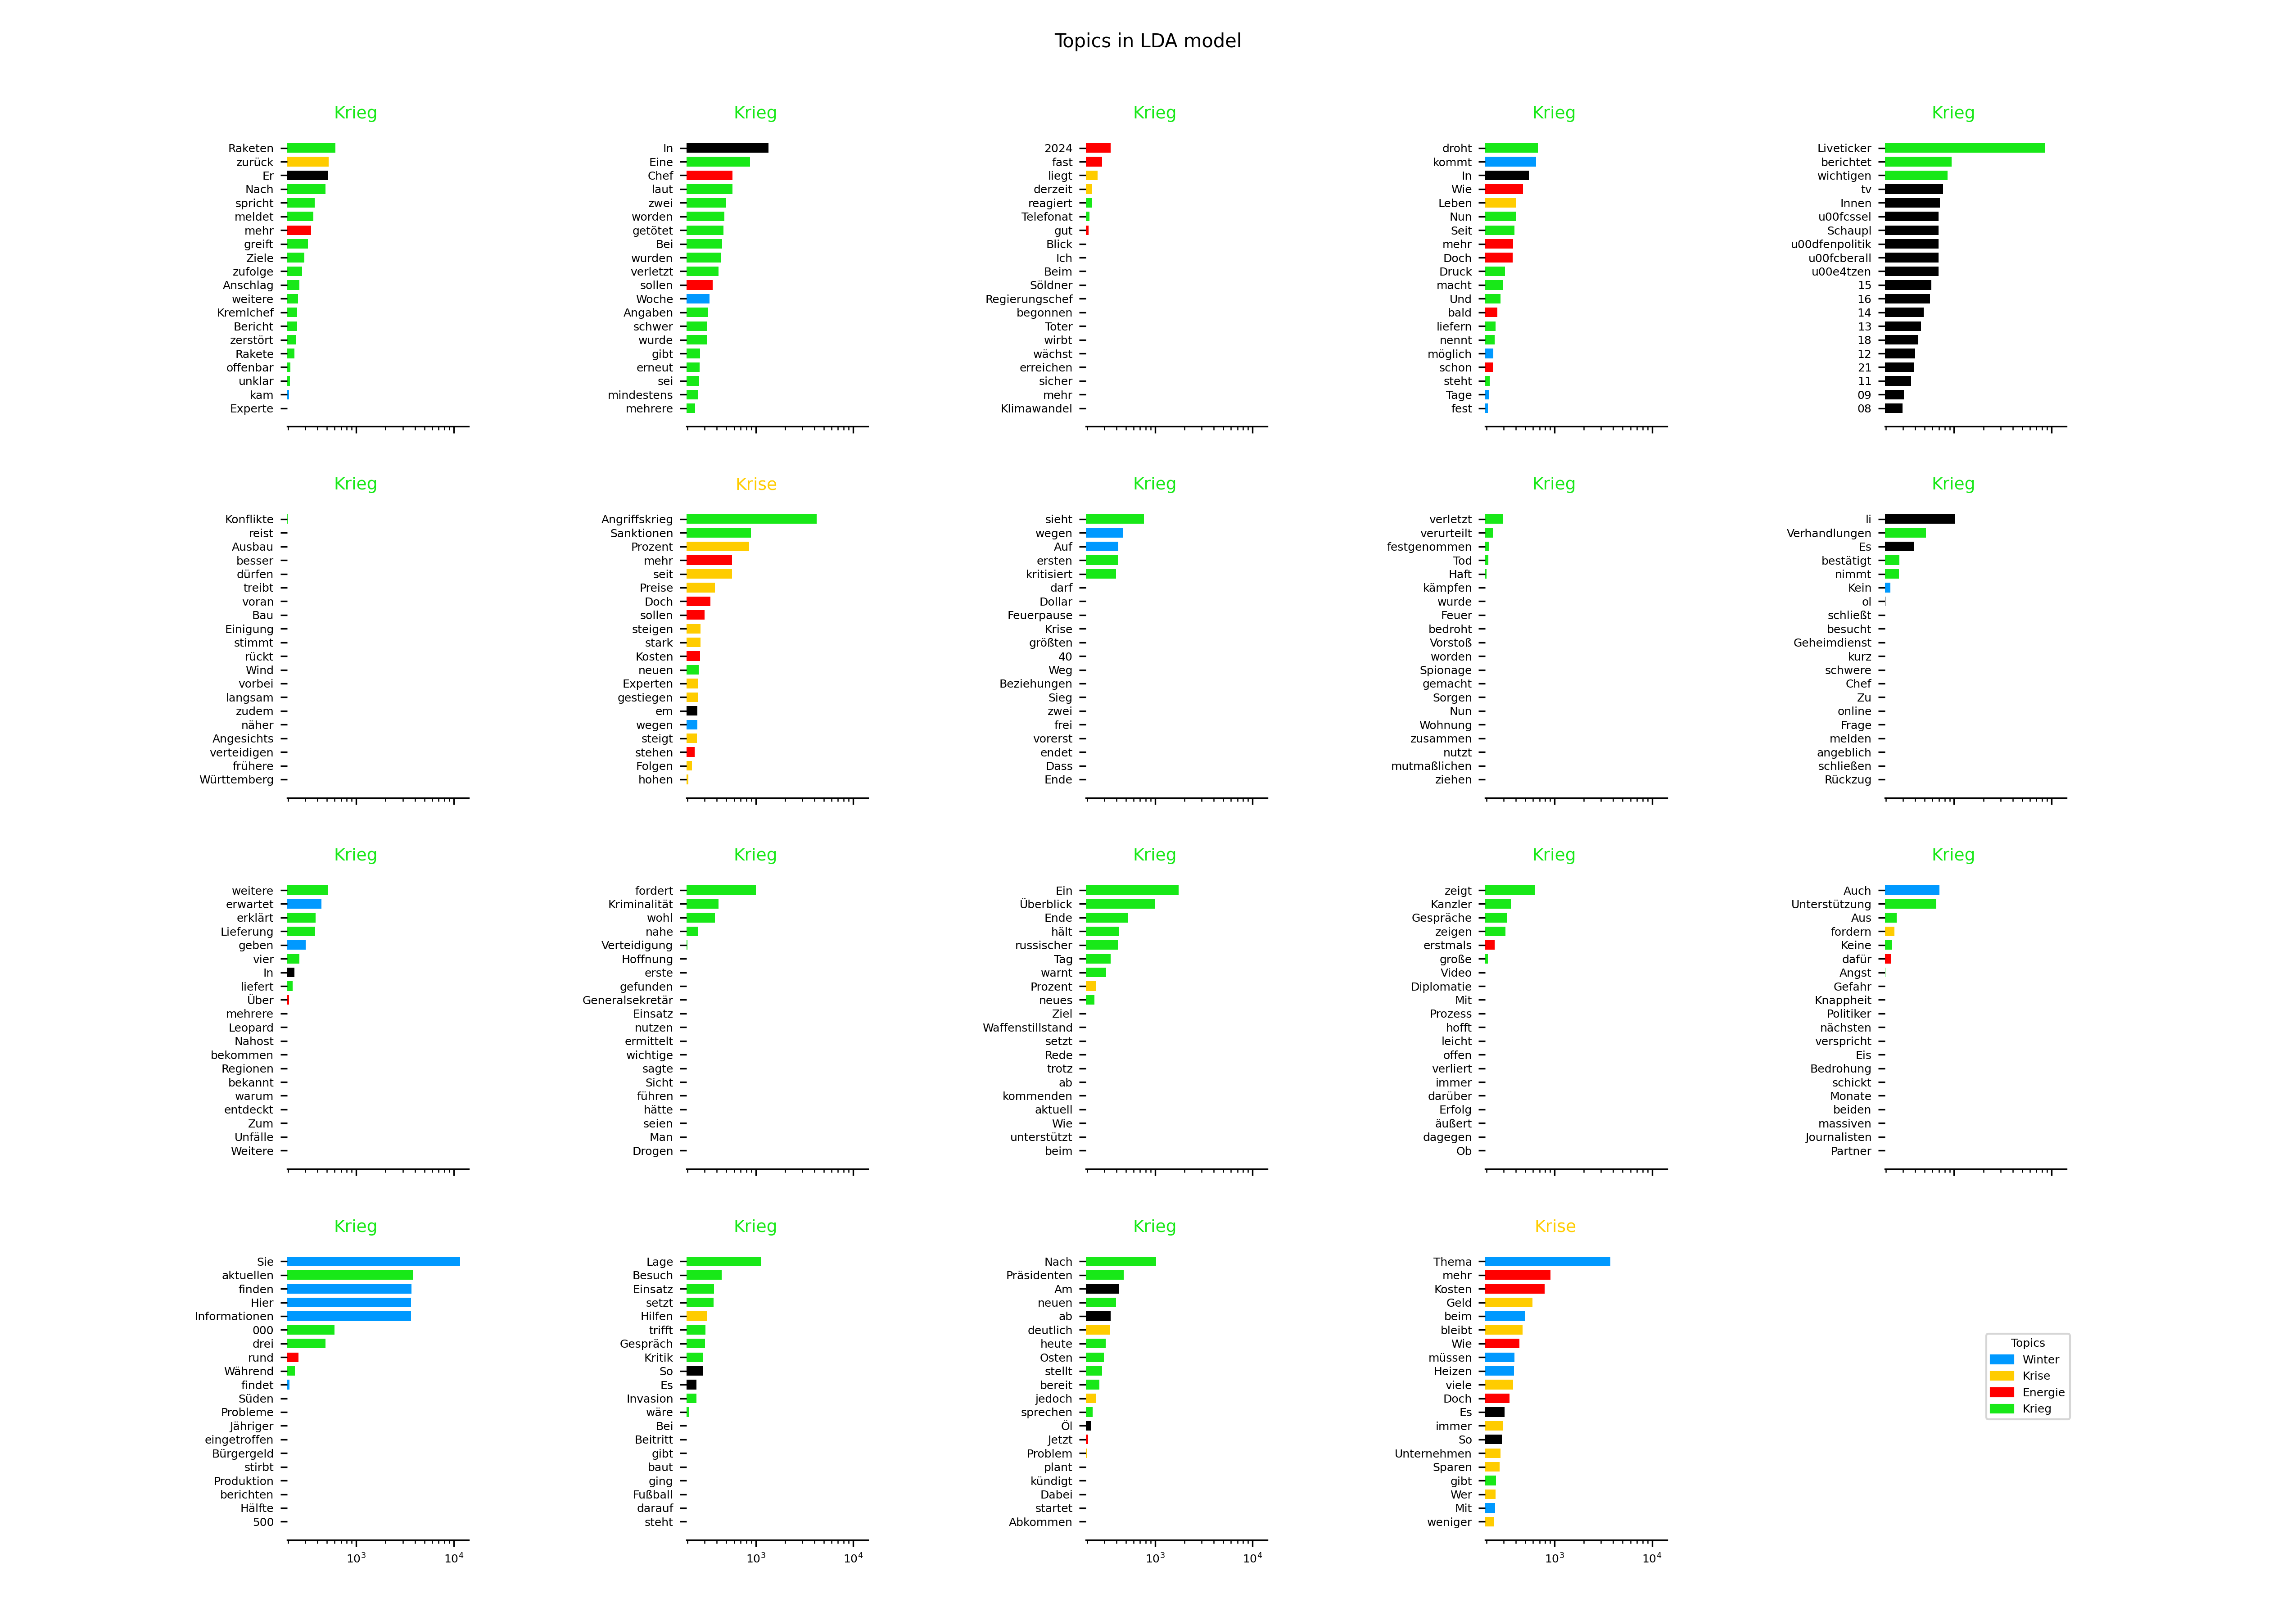 Topics in LDA model
Krieg
Raketen
zurück
Er
Nach
spricht
meldet
mehr
greift
Ziele
zufolge
Anschlag
weitere
Kremlchef
Bericht
zerstört
Rakete
offenbar
unklar
kam
Experte
Krieg
In
Eine
Chef
laut
zwei
worden
getötet
Bei
wurden
verletzt
sollen
Woche
Angaben
schwer
wurde
gibt
erneut
sei
mindestens
mehrere
Krieg
2024
fast
liegt
derzeit
reagiert
Telefonat
gut
Blick
Ich
Beim
Söldner
Regierungschef
begonnen
Toter
wirbt
wächst
erreichen
sicher
mehr
Klimawandel
Krieg
droht
kommt
In
Wie
Leben
Nun
Seit
mehr
Doch
Druck
macht
Und
bald
liefern
nennt
möglich
schon
steht
Tage
fest
Krieg
Liveticker
berichtet
wichtigen
tv
Innen
u00fcssel
Schaupl
u00dfenpolitik
u00fcberall
u00e4tzen
15
16
14
13
18
12
21
11
09
08
Krieg
Konflikte
reist
Ausbau
besser
dürfen
treibt
voran
Bau
Einigung
stimmt
rückt
Wind
vorbei
langsam
zudem
näher
Angesichts
verteidigen
frühere
Württemberg
Krise
Angriffskrieg
Sanktionen
Prozent
mehr
seit
Preise
Doch
sollen
steigen
stark
Kosten
neuen
Experten
gestiegen
em
wegen
steigt
stehen
Folgen
hohen
Krieg
sieht
wegen
Auf
ersten
kritisiert
darf
Dollar
Feuerpause
Krise
größten
40
Weg
Beziehungen
Sieg
zwei
frei
vorerst
endet
Dass
Ende
Krieg
verletzt
verurteilt
festgenommen
Tod
Haft
kämpfen
wurde
Feuer
bedroht
Vorstoß
worden
Spionage
gemacht
Sorgen
Nun
Wohnung
zusammen
nutzt
mutmaßlichen
ziehen
Krieg
li
Verhandlungen
Es
bestätigt
nimmt
Kein
ol
schließt
besucht
Geheimdienst
kurz
schwere
Chef
Zu
online
Frage
melden
angeblich
schließen
Rückzug
Krieg
weitere
erwartet
erklärt
Lieferung
geben
vier
In
liefert
Über
mehrere
Leopard
Nahost
bekommen
Regionen
bekannt
warum
entdeckt
Zum
Unfälle
Weitere
Krieg
fordert
Kriminalität
wohl
nahe
Verteidigung
Hoffnung
erste
gefunden
Generalsekretär
Einsatz
nutzen
ermittelt
wichtige
sagte
Sicht
führen
hätte
seien
Man
Drogen
Krieg
Ein
Überblick
Ende
hält
russischer
Tag
warnt
Prozent
neues
Ziel
Waffenstillstand
setzt
Rede
trotz
ab
kommenden
aktuell
Wie
unterstützt
beim
Krieg
zeigt
Kanzler
Gespräche
zeigen
erstmals
große
Video
Diplomatie
Mit
Prozess
hofft
leicht
offen
verliert
immer
darüber
Erfolg
äußert
dagegen
Ob
Krieg
Auch
Unterstützung
Aus
fordern
Keine
dafür
Angst
Gefahr
Knappheit
Politiker
nächsten
verspricht
Eis
Bedrohung
schickt
Monate
beiden
massiven
Journalisten
Partner
Krieg
Sie
aktuellen
finden
Hier
Informationen
000
drei
rund
Während
findet
Süden
Probleme
Jähriger
eingetroffen
Bürgergeld
stirbt
Produktion
berichten
Hälfte
500
10³ 10⁴
Krieg
Lage
Besuch
Einsatz
setzt
Hilfen
trifft
Gespräch
Kritik
So
Es
Invasion
wäre
Bei
Beitritt
gibt
baut
ging
Fußball
darauf
steht
10³ 10⁴
Krieg
Nach
Präsidenten
Am
neuen
ab
deutlich
heute
Osten
stellt
bereit
jedoch
sprechen
Öl
Jetzt
Problem
plant
kündigt
Dabei
startet
Abkommen
10³ 10⁴
Krise
Thema
mehr
Kosten
Geld
beim
bleibt
Wie
müssen
Heizen
viele
Doch
Es
immer
So
Unternehmen
Sparen
gibt
Wer
Mit
weniger
10³ 10⁴
Topics
Winter
Krise
Energie
Krieg